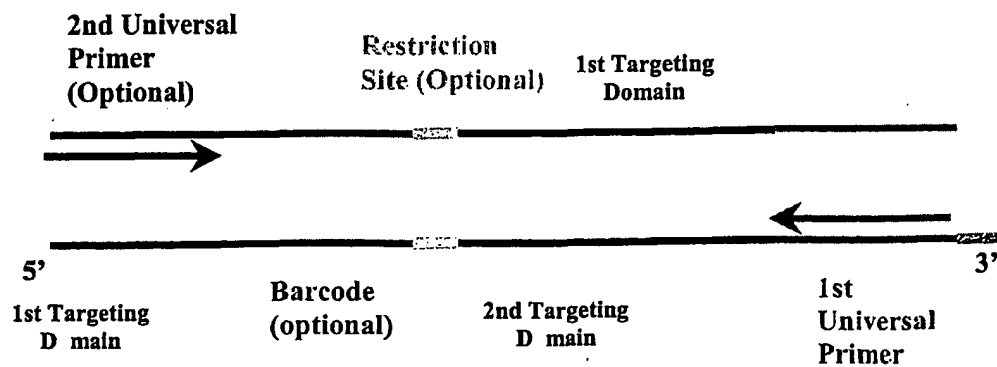 2nd Universal
Primer
(Optional)
Restriction
Site (Optional)
1st Targeting
Domain
5'
3'
1st Targeting
D main
Barcode
(optional)
2nd Targeting
D main
1st
Universal
Primer